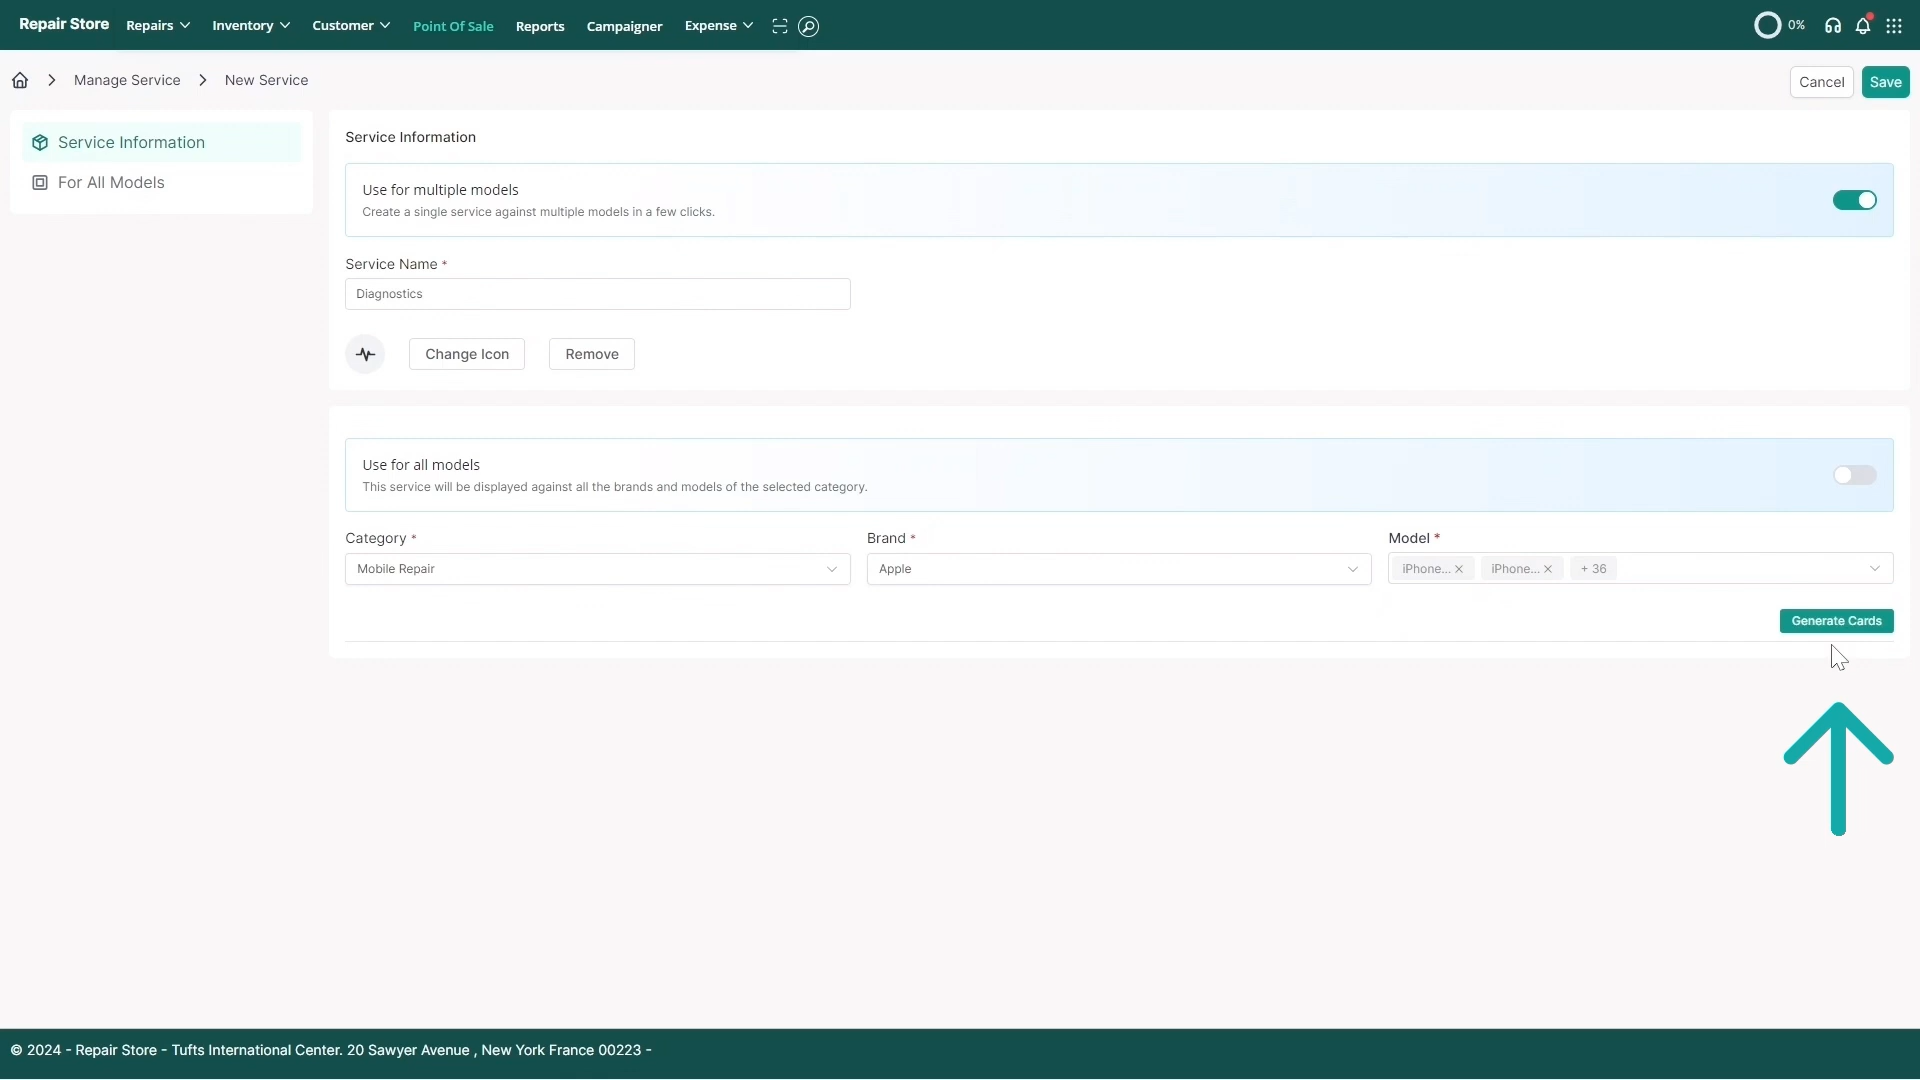 Repair Store Repairs Inventory Customer Point Of Sale Reports Campaigner Expense 0%
Manage Service New Service Cancel Save
Service Information
For All Models
Service Information
Use for multiple models
Create a single service against multiple models in a few clicks.
Service Name *
Diagnostics
Change Icon Remove
Use for all models
This service will be displayed against all the brands and models of the selected category.
Category * Brand * Model *
Mobile Repair Apple iPhone... iPhone... + 36
Generate Cards
© 2024 - Repair Store - Tufts International Center. 20 Sawyer Avenue , New York France 00223 -